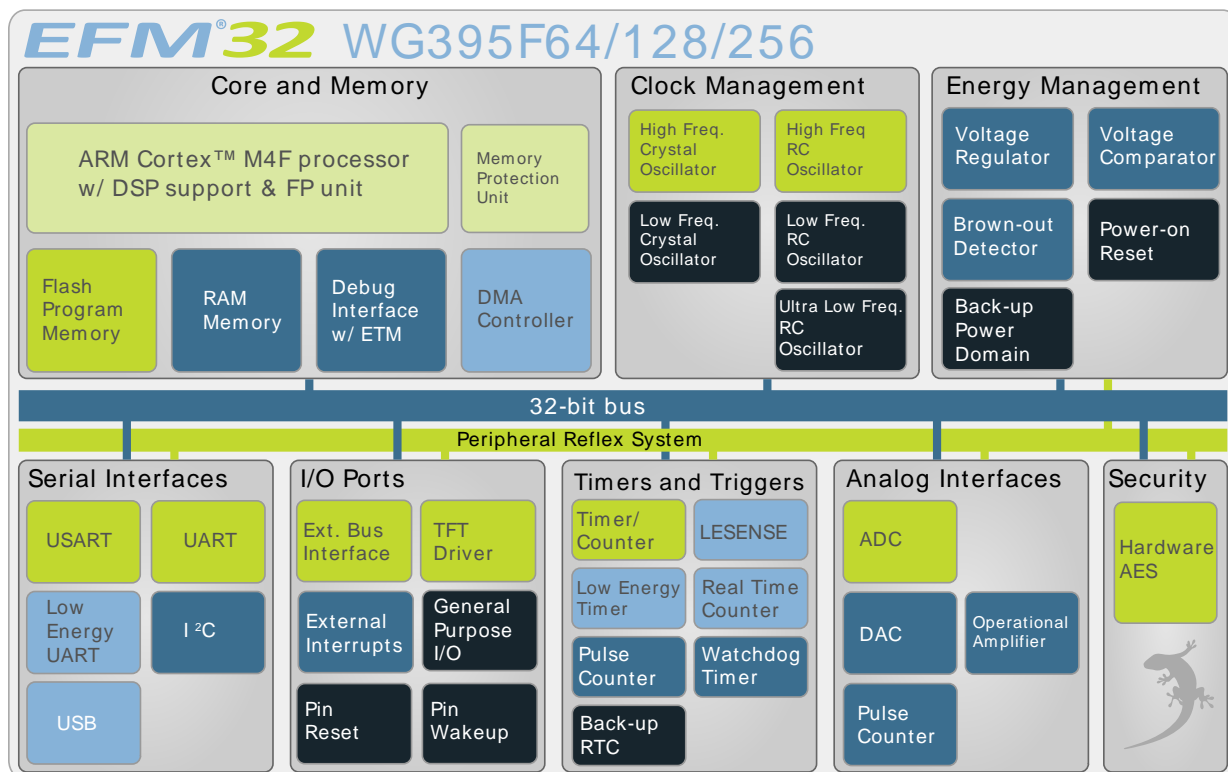 EFM®32 WG395F64/128/256
Core and Memory
ARM Cortex™ M4F processor
w/ DSP support & FP unit
Memory
Protection
Unit
Flash
Program
Memory
RAM
Memory
Debug
Interface
w/ ETM
DMA
Controller
Clock Management
High Freq.
Crystal
Oscillator
High Freq
RC
Oscillator
Low Freq.
Crystal
Oscillator
Low Freq.
RC
Oscillator
Ultra Low Freq.
RC
Oscillator
Energy Management
Voltage
Regulator
Voltage
Comparator
Brown-out
Detector
Power-on
Reset
Back-up
Power
Domain
32-bit bus
Peripheral Reflex System
Serial Interfaces
USART
UART
Low
Energy
UART
I²C
USB
I/O Ports
Ext. Bus
Interface
TFT
Driver
External
Interrupts
General
Purpose
I/O
Pin
Reset
Pin
Wakeup
Timers and Triggers
Timer/
Counter
LESENSE
Low Energy
Timer
Real Time
Counter
Pulse
Counter
Watchdog
Timer
Back-up
RTC
Analog Interfaces
ADC
DAC
Operational
Amplifier
Pulse
Counter
Security
Hardware
AES